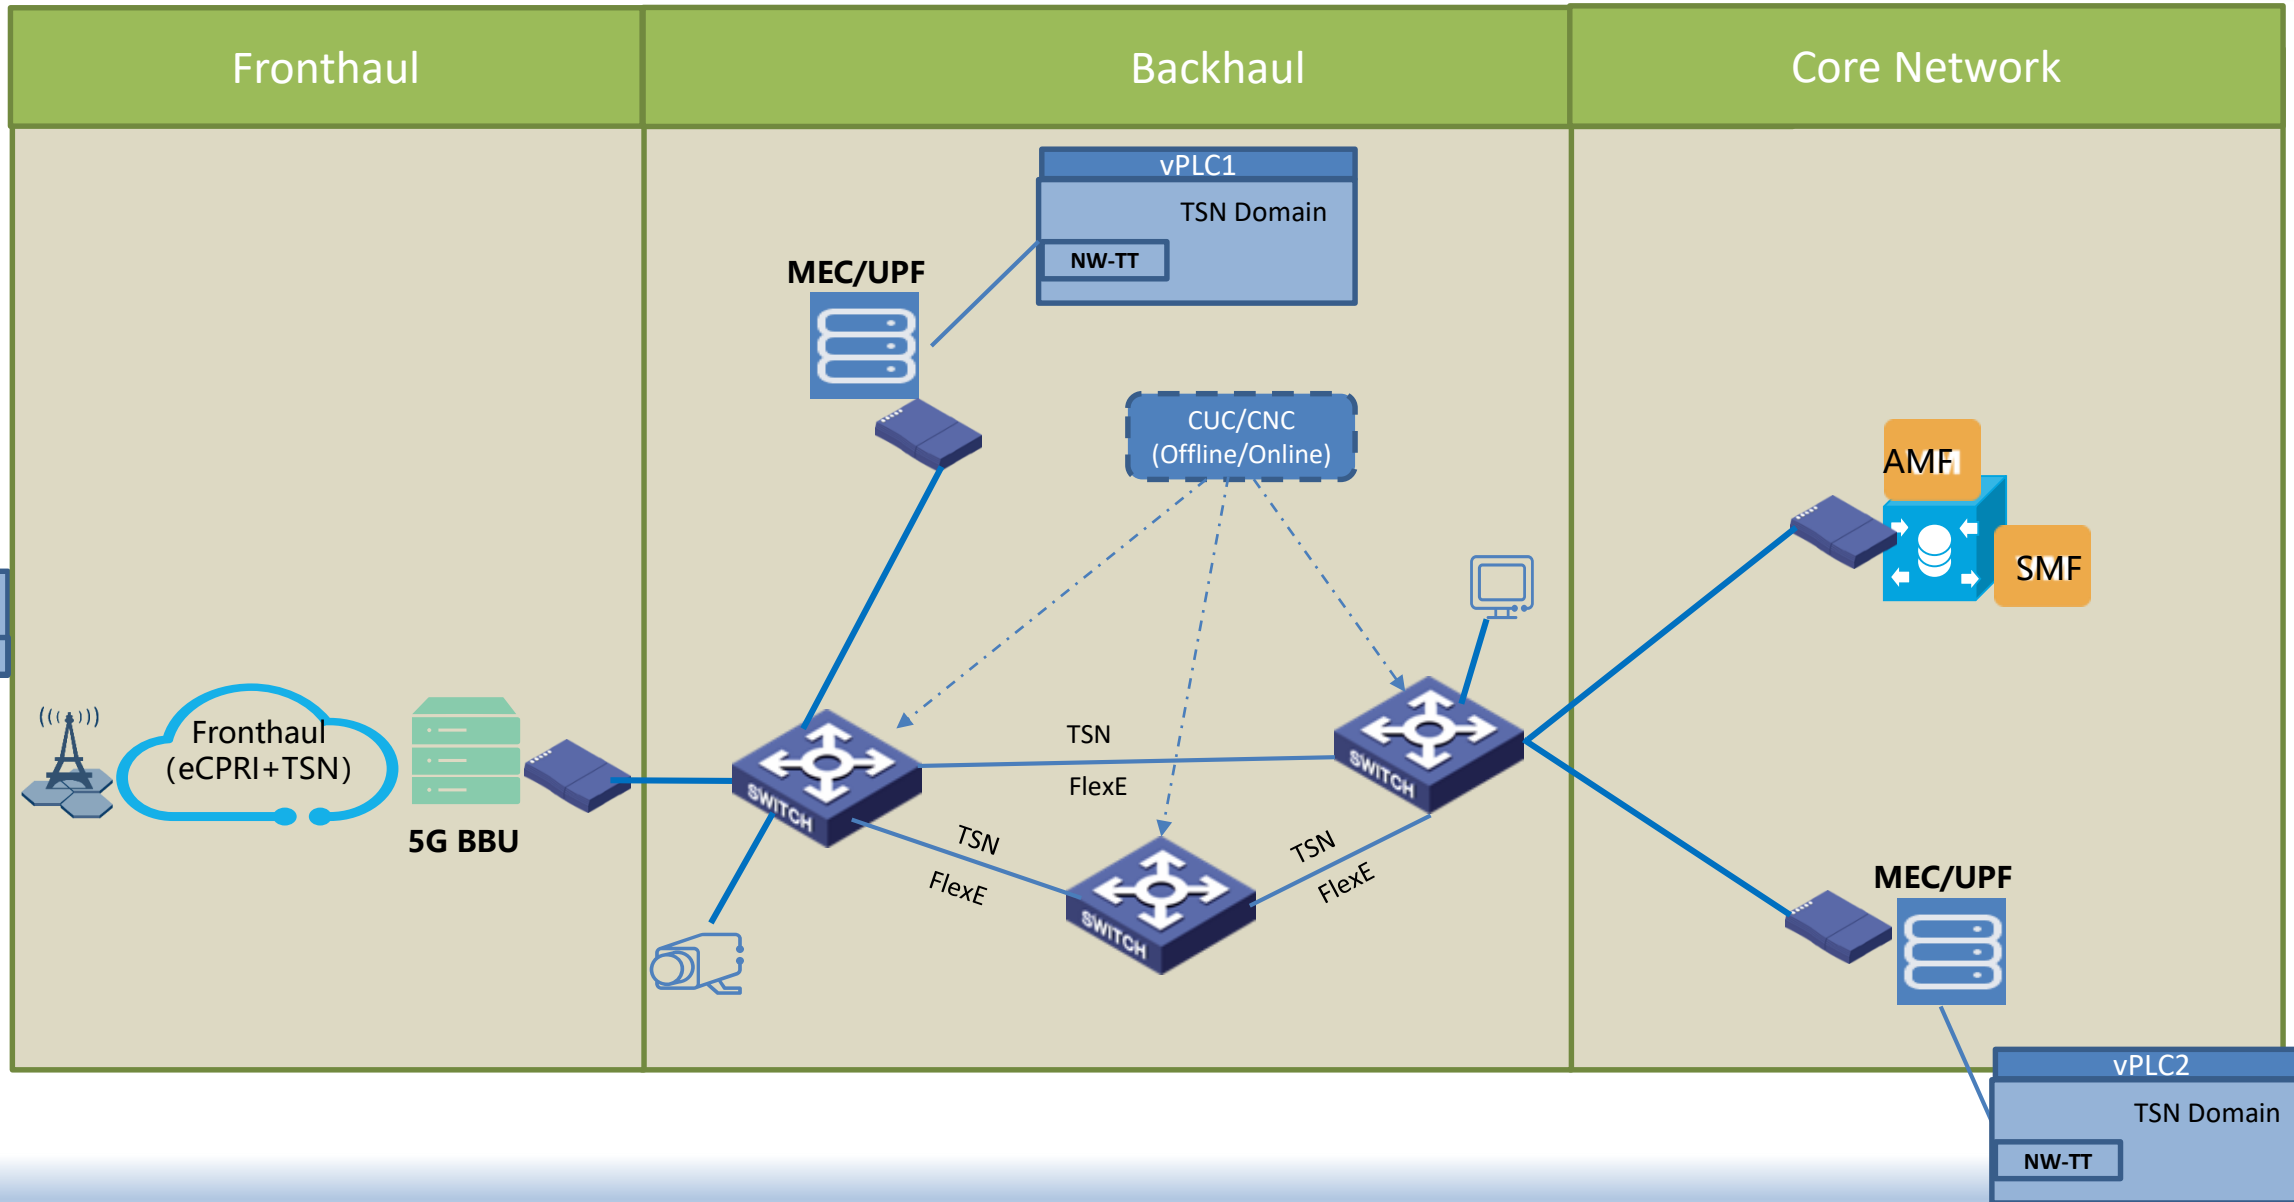 Fronthaul
Backhaul
Core Network
vPLC1
TSN Domain
NW-TT
MEC/UPF
CUC/CNC
(Offline/Online)
AMF
SMF
Fronthaul
(eCPRI+TSN)
5G BBU
SWITCH
TSN
FlexE
SWITCH
TSN
FlexE
SWITCH
TSN
FlexE
MEC/UPF
vPLC2
TSN Domain
NW-TT